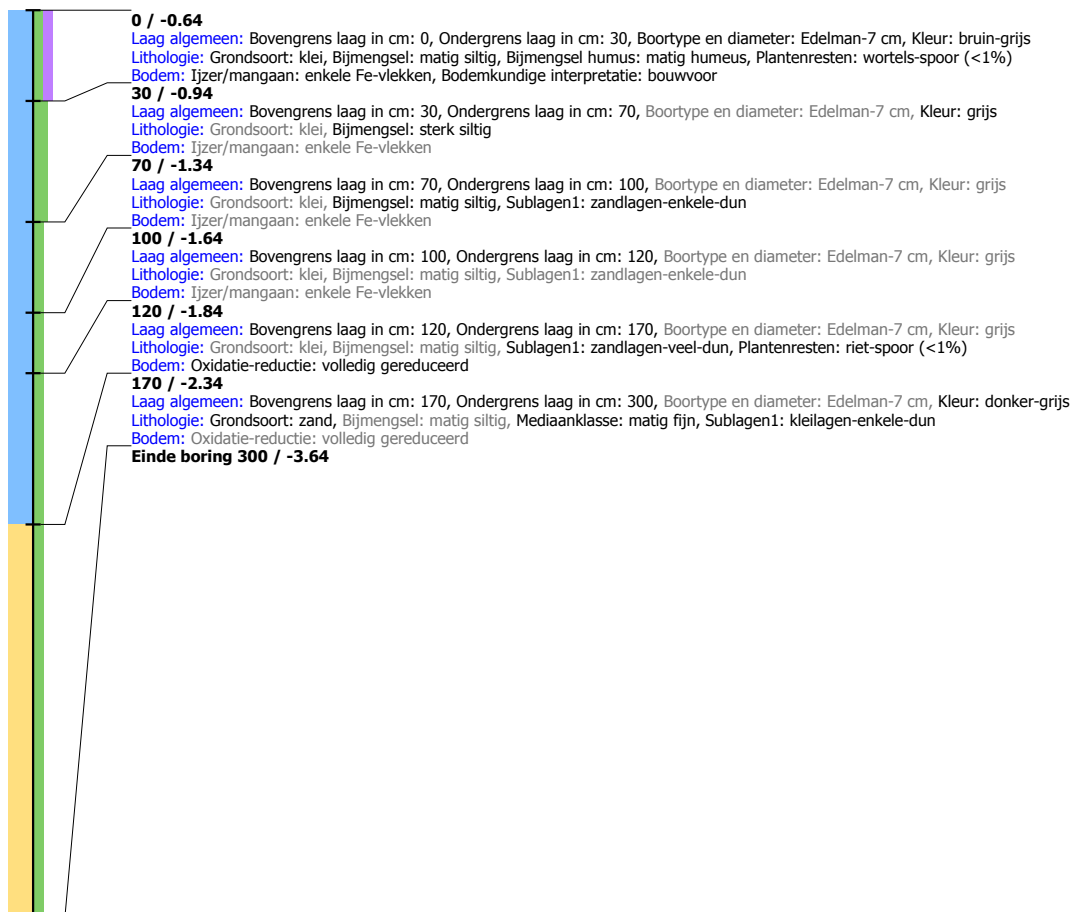 0 / -0.64
Laag algemeen: Bovengrens laag in cm: 0, Ondergrens laag in cm: 30, Boortype en diameter: Edelman-7 cm, Kleur: bruin-grijs
Lithologie: Grondsoort: klei, Bijmengsel: matig siltig, Bijmengsel humus: matig humeus, Plantenresten: wortels-spoor (<1%)
Bodem: Ijzer/mangaan: enkele Fe-vlekken, Bodemkundige interpretatie: bouwvoor
30 / -0.94
Laag algemeen: Bovengrens laag in cm: 30, Ondergrens laag in cm: 70, Boortype en diameter: Edelman-7 cm, Kleur: grijs
Lithologie: Grondsoort: klei, Bijmengsel: sterk siltig
Bodem: Ijzer/mangaan: enkele Fe-vlekken
70 / -1.34
Laag algemeen: Bovengrens laag in cm: 70, Ondergrens laag in cm: 100, Boortype en diameter: Edelman-7 cm, Kleur: grijs
Lithologie: Grondsoort: klei, Bijmengsel: matig siltig, Sublagen1: zandlagen-enkele-dun
Bodem: Ijzer/mangaan: enkele Fe-vlekken
100 / -1.64
Laag algemeen: Bovengrens laag in cm: 100, Ondergrens laag in cm: 120, Boortype en diameter: Edelman-7 cm, Kleur: grijs
Lithologie: Grondsoort: klei, Bijmengsel: matig siltig, Sublagen1: zandlagen-enkele-dun
Bodem: Ijzer/mangaan: enkele Fe-vlekken
120 / -1.84
Laag algemeen: Bovengrens laag in cm: 120, Ondergrens laag in cm: 170, Boortype en diameter: Edelman-7 cm, Kleur: grijs
Lithologie: Grondsoort: klei, Bijmengsel: matig siltig, Sublagen1: zandlagen-veel-dun, Plantenresten: riet-spoor (<1%)
Bodem: Oxidatie-reductie: volledig gereduceerd
170 / -2.34
Laag algemeen: Bovengrens laag in cm: 170, Ondergrens laag in cm: 300, Boortype en diameter: Edelman-7 cm, Kleur: donker-grijs
Lithologie: Grondsoort: zand, Bijmengsel: matig siltig, Mediaanklasse: matig fijn, Sublagen1: kleilagen-enkele-dun
Bodem: Oxidatie-reductie: volledig gereduceerd
Einde boring 300 / -3.64